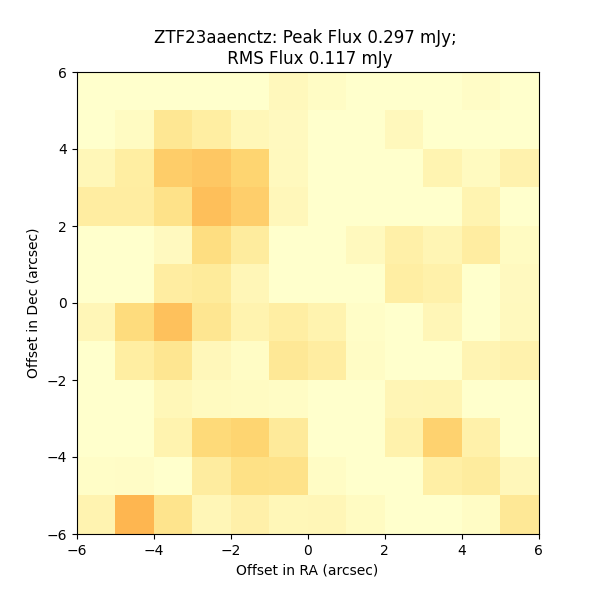 ZTF23aaenctz: Peak Flux 0.297 mJy;
RMS Flux 0.117 mJy
6
4
2
0
−2
−4
−6
Offset in Dec (arcsec)
−6 −4 −2 0 2 4 6
Offset in RA (arcsec)